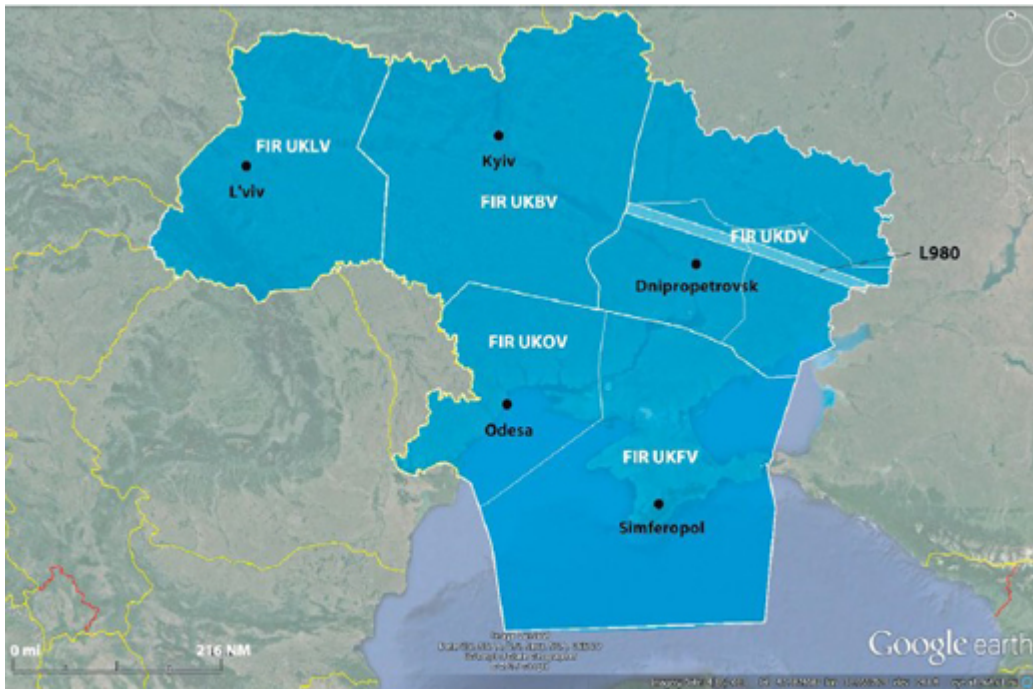 FIR UKLV
L'viv
Kyiv
FIR UKBV
FIR UKDV
L980
Dnipropetrovsk
FIR UKOV
Odesa
FIR UKFV
Simferopol
0 mi
216 NM
Google earth